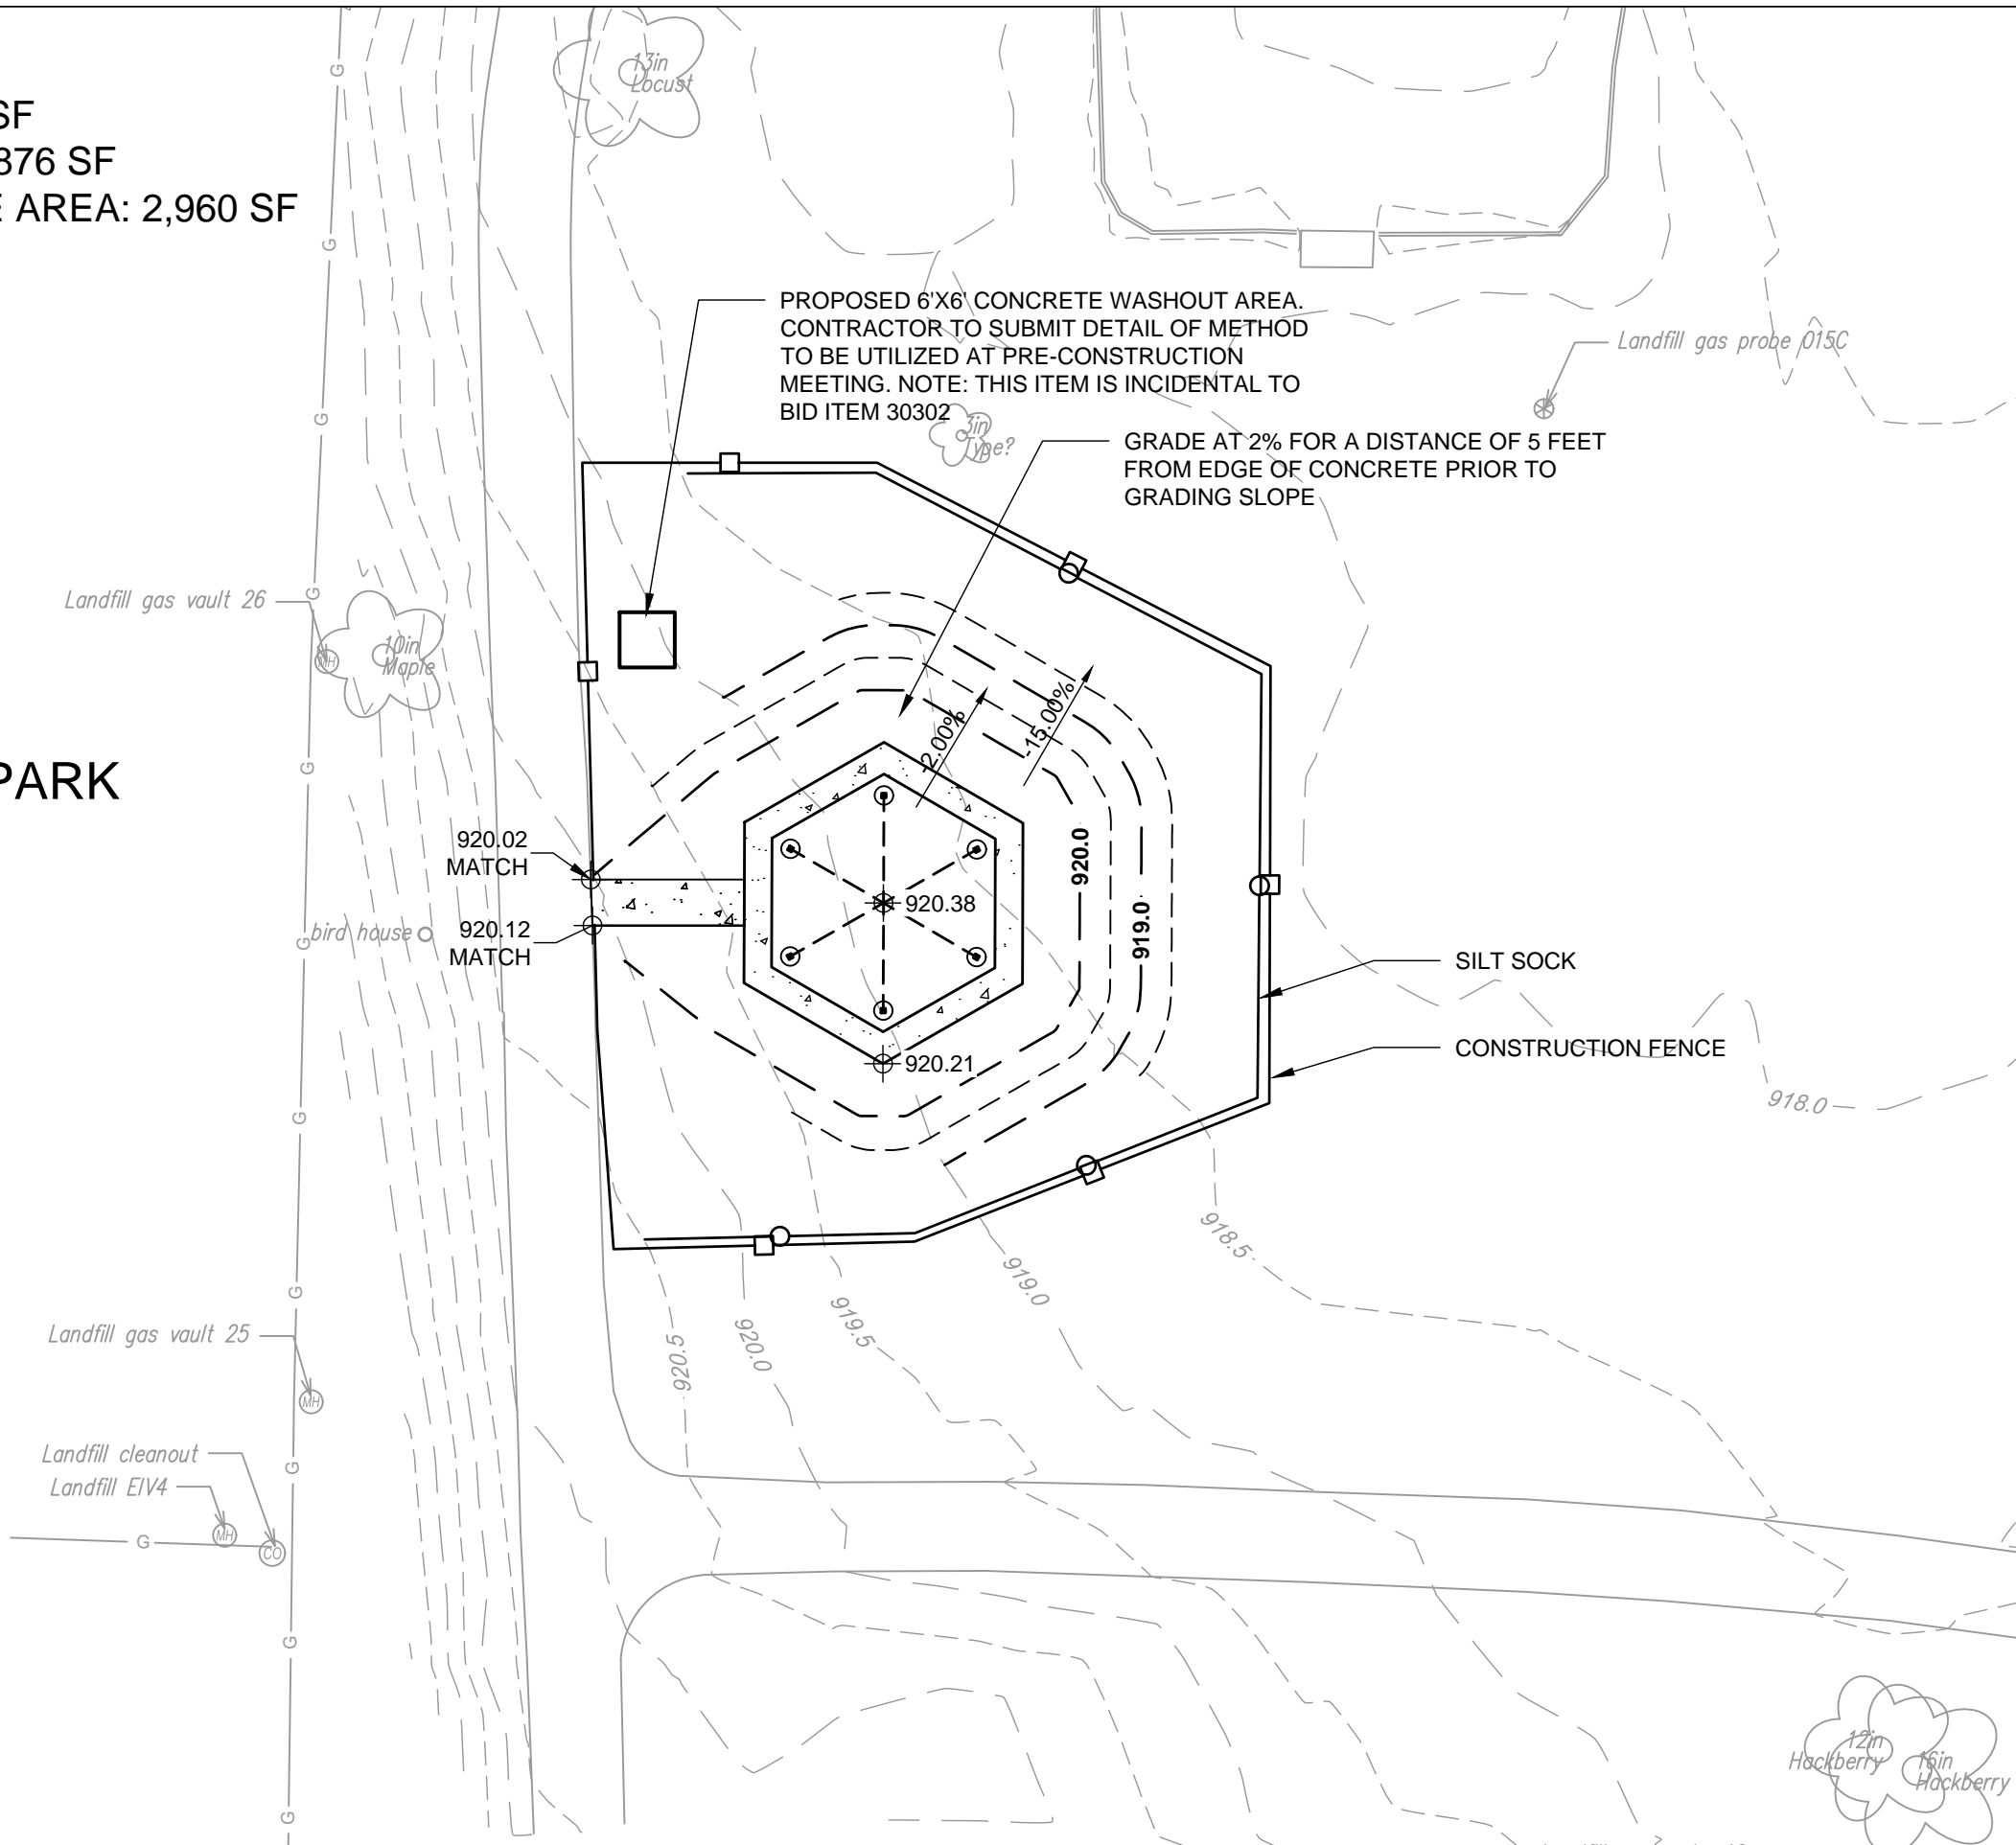 SF
876 SF
E AREA: 2,960 SF
13in
Locust
PROPOSED 6'X6' CONCRETE WASHOUT AREA.
CONTRACTOR TO SUBMIT DETAIL OF METHOD
TO BE UTILIZED AT PRE-CONSTRUCTION
MEETING. NOTE: THIS ITEM IS INCIDENTAL TO
BID ITEM 30302
Landfill gas probe 015C
3in
Type?
GRADE AT 2% FOR A DISTANCE OF 5 FEET
FROM EDGE OF CONCRETE PRIOR TO
GRADING SLOPE
Landfill gas vault 26
MH
10in
Maple
-2.00%
-15.00%
PARK
920.02
MATCH
920.0
919.0
920.38
bird house
920.12
MATCH
SILT SOCK
920.21
CONSTRUCTION FENCE
918.0
918.5
919.0
919.5
920.0
920.5
Landfill gas vault 25
MH
Landfill cleanout
Landfill EIV4
MH
CO
12in
Hackberry
16in
Hackberry
G
G
G
G
G
G
G
G
G
G
G
G